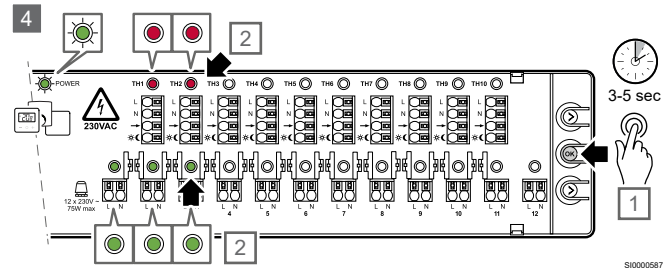 4
2
POWER
TH1 TH2 TH3 TH4 TH5 TH6 TH7 TH8 TH9 TH10
3-5 sec
L L L L L L L L L L
N N N N N N N N N N
230VAC
OK
1
12 x 230V ~
75W max
L N L N L N L N L N L N L N L N L N L N L N
4 5 6 7 8 9 10 11 12
2
SI0000587